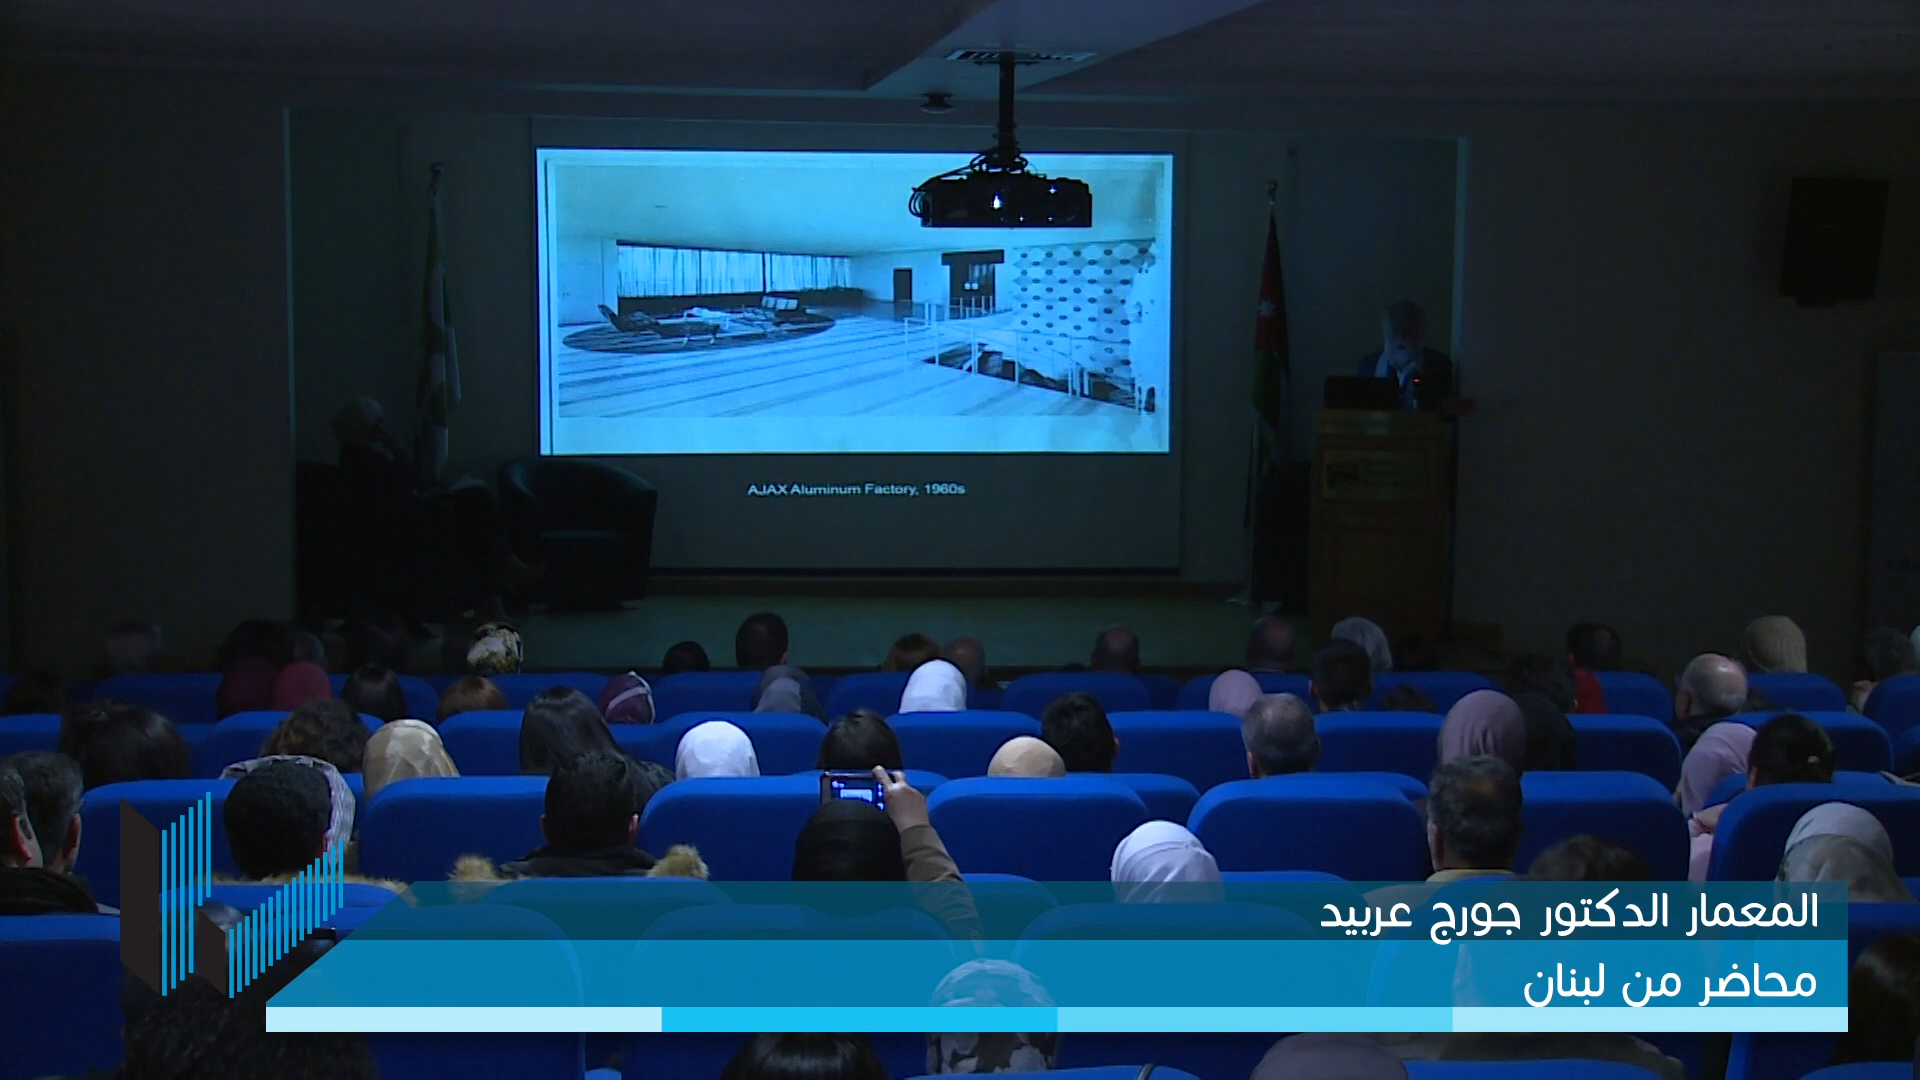 AJAX Aluminum Factory, 1960s
المعمار الدكتور جورج عربيد
محاضر من لبنان